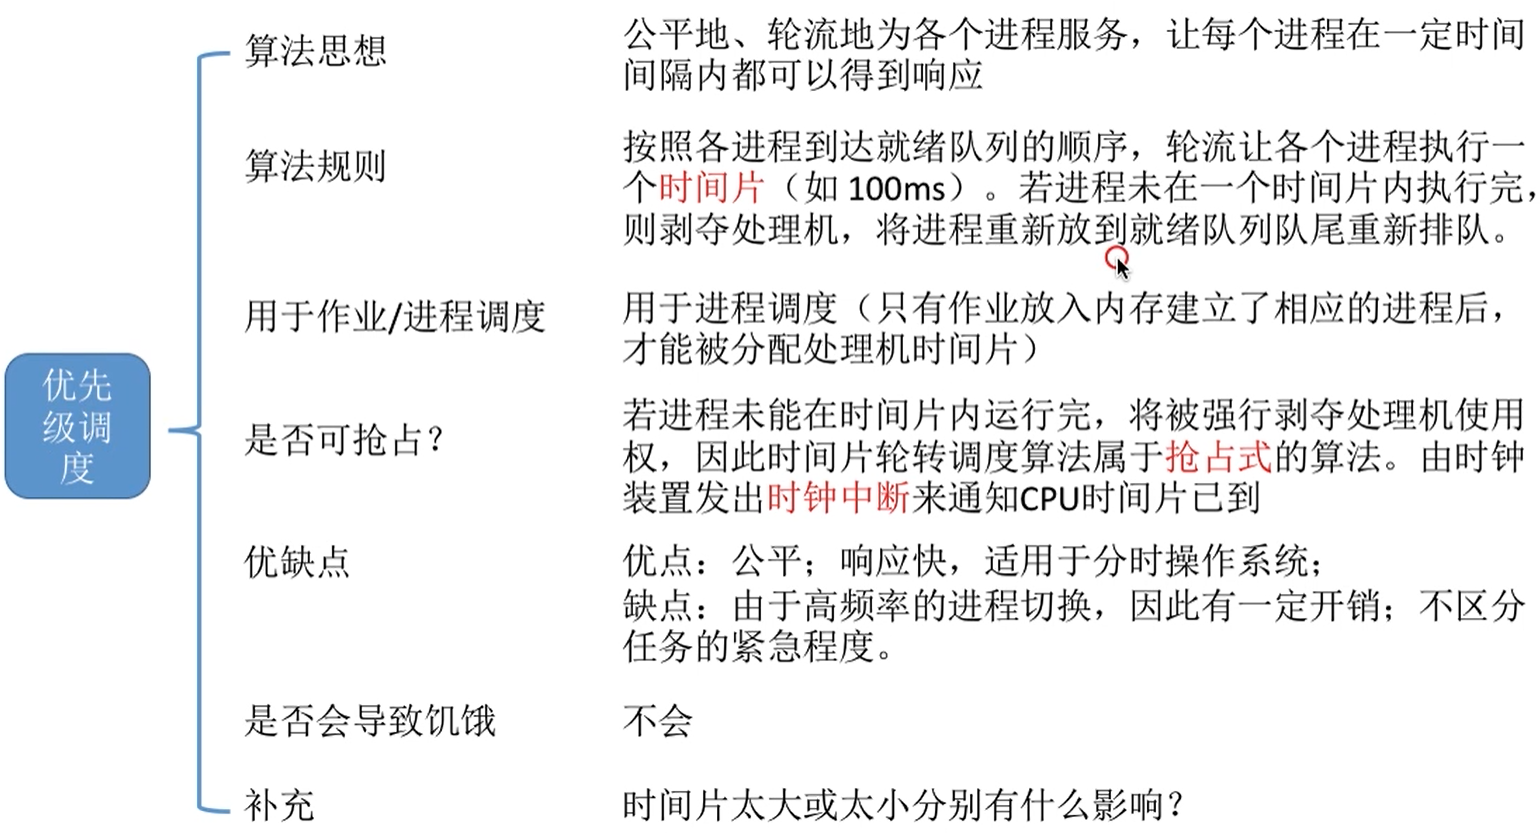 优先
级调
度
算法思想
公平地、轮流地为各个进程服务，让每个进程在一定时间
间隔内都可以得到响应
算法规则
按照各进程到达就绪队列的顺序，轮流让各个进程执行一
个时间片（如 100ms）。若进程未在一个时间片内执行完，
则剥夺处理机，将进程重新放到就绪队列队尾重新排队。
用于作业/进程调度
用于进程调度（只有作业放入内存建立了相应的进程后，
才能被分配处理机时间片）
是否可抢占？
若进程未能在时间片内运行完，将被强行剥夺处理机使用
权，因此时间片轮转调度算法属于抢占式的算法。由时钟
装置发出时钟中断来通知CPU时间片已到
优缺点
优点：公平；响应快，适用于分时操作系统；
缺点：由于高频率的进程切换，因此有一定开销；不区分
任务的紧急程度。
是否会导致饥饿
不会
补充
时间片太大或太小分别有什么影响？